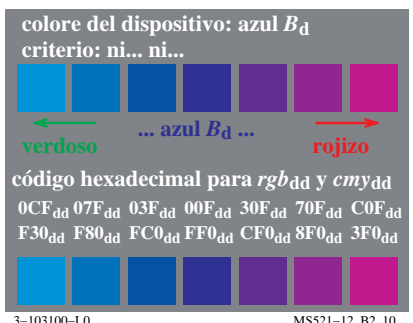 colore del dispositivo: azul Bd
criterio: ni... ni...
... azul Bd ...
verdoso rojizo
código hexadecimal para rgbdd y cmydd
0CFdd 07Fdd 03Fdd 00Fdd 30Fdd 70Fdd C0Fdd
F30dd F80dd FC0dd FF0dd CF0dd 8F0dd 3F0dd
3-103100-L0 MS521-12, B2_10